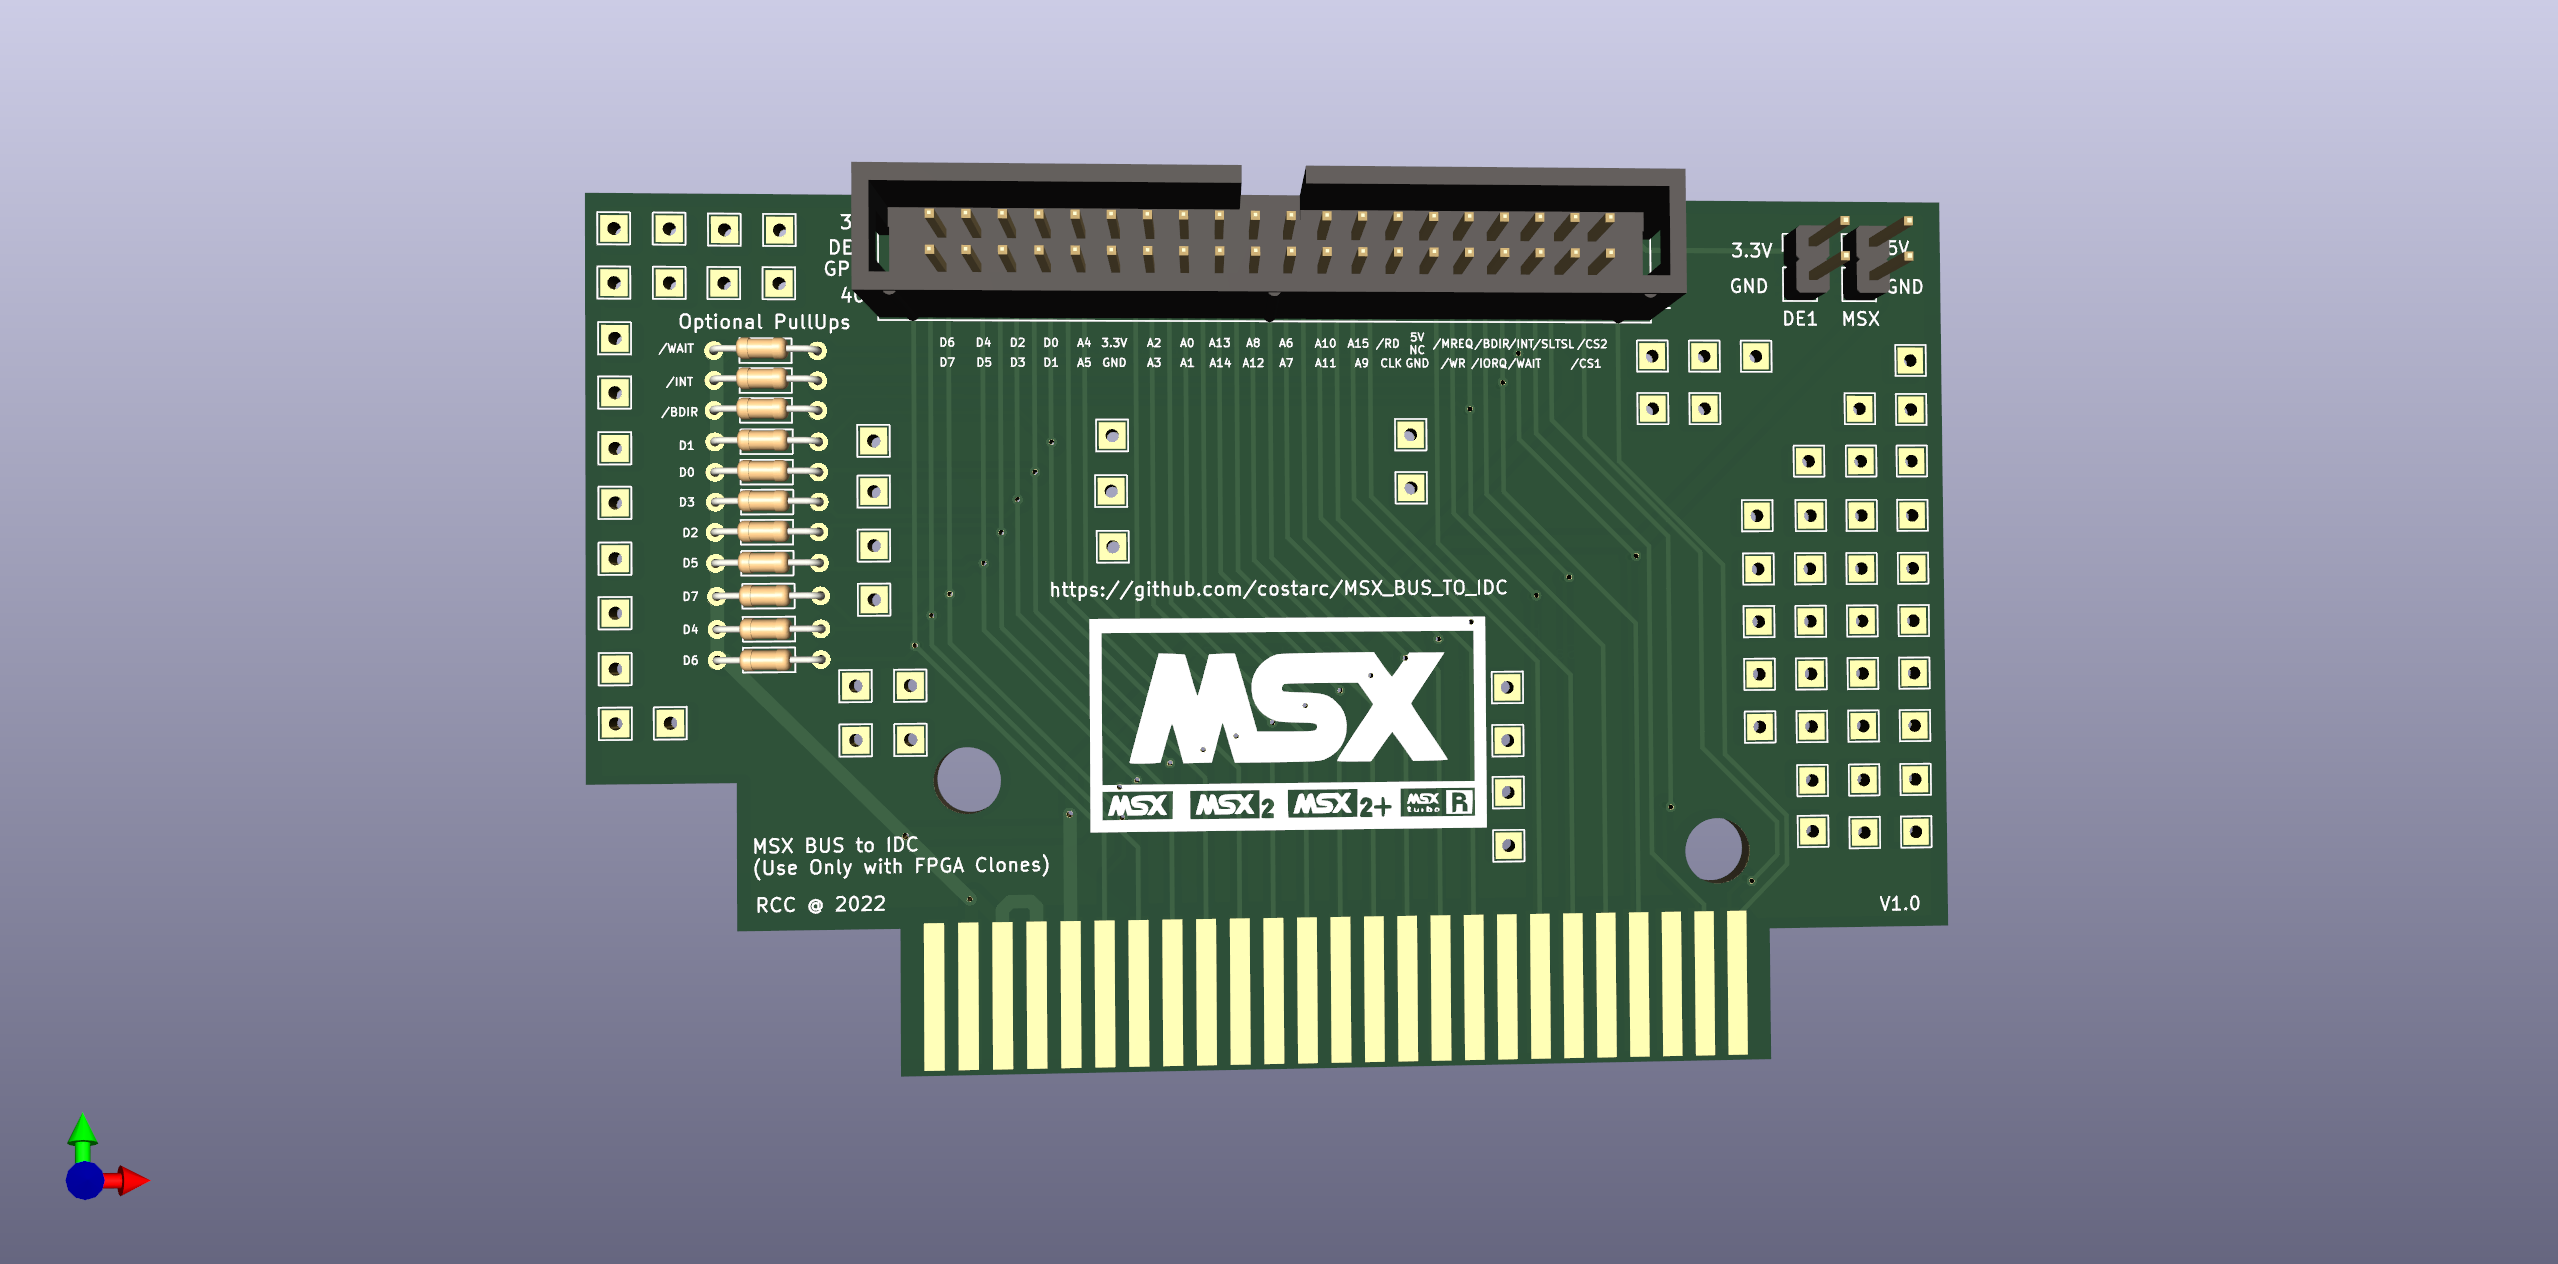 3.3V
5V
GND
GND
DE1
MSX
Optional PullUps
/WAIT
/INT
/BDIR
D1
D0
D3
D2
D5
D7
D4
D6
D6 D4 D2 D0 A4 3.3V A2 A0 A13 A8 A6 A10 A15 /RD 5V NC /MREQ/BDIR/INT/SLTSL/CS2
D7 D5 D3 D1 A5 GND A3 A1 A14 A12 A7 A11 A9 CLK GND /WR /IORQ/WAIT /CS1
https://github.com/costarc/MSX_BUS_TO_IDC
MSX
MSX MSX 2 MSX 2+ MSX turbo R
MSX BUS to IDC
(Use Only with FPGA Clones)
RCC @ 2022
V1.0